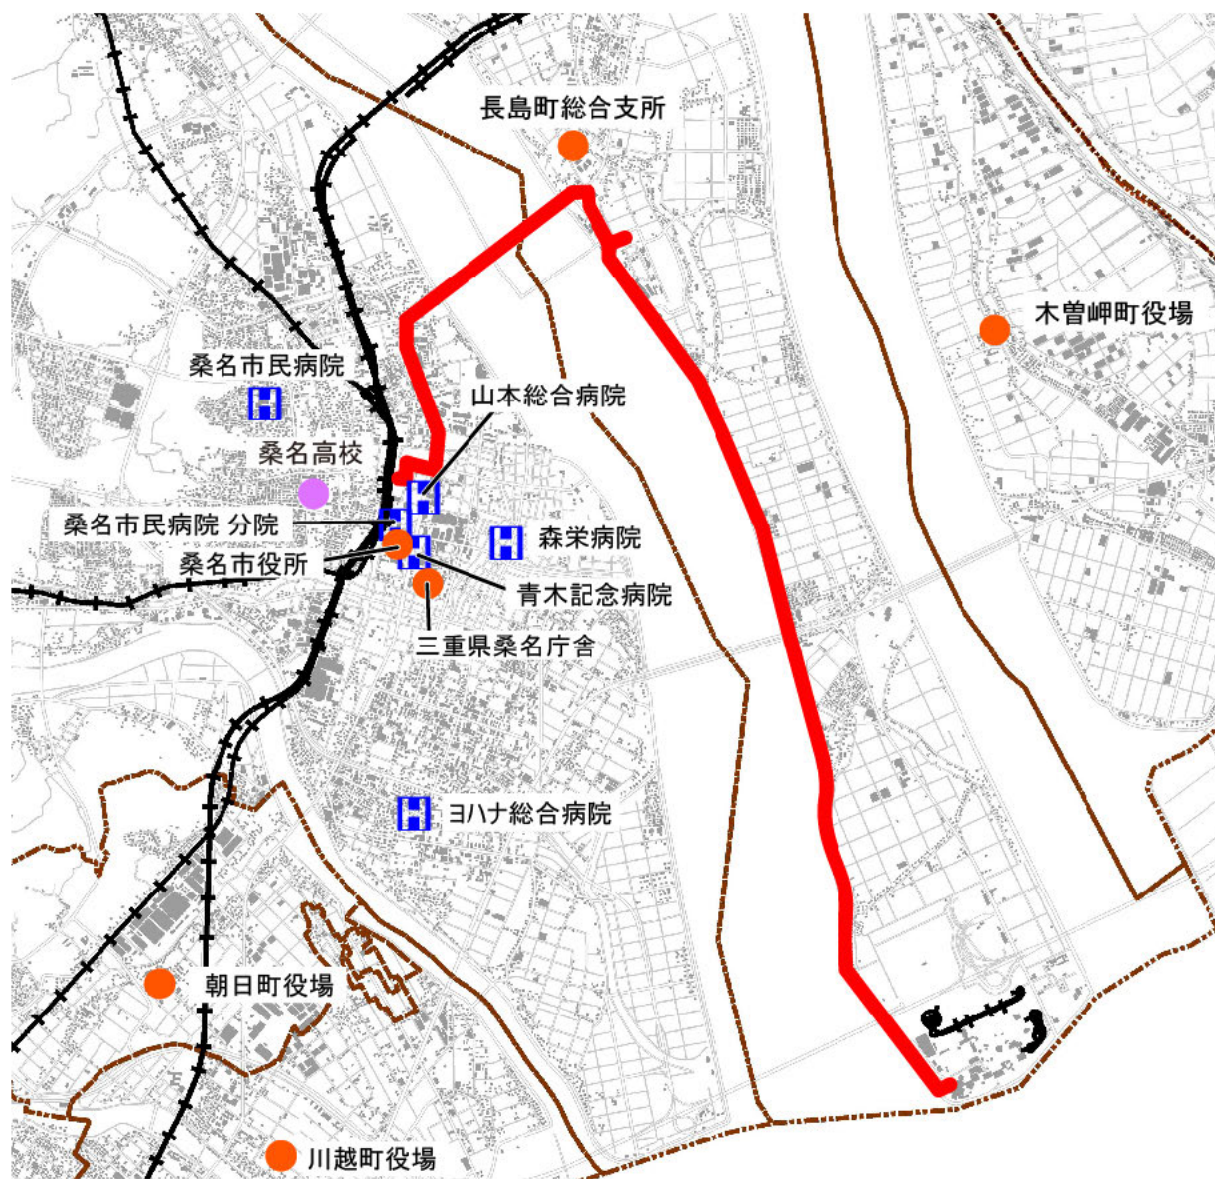 長島町総合支所
木曽岬町役場
桑名市民病院
山本総合病院
桑名高校
桑名市民病院 分院
森栄病院
桑名市役所
青木記念病院
三重県桑名庁舎
ヨハナ総合病院
朝日町役場
川越町役場